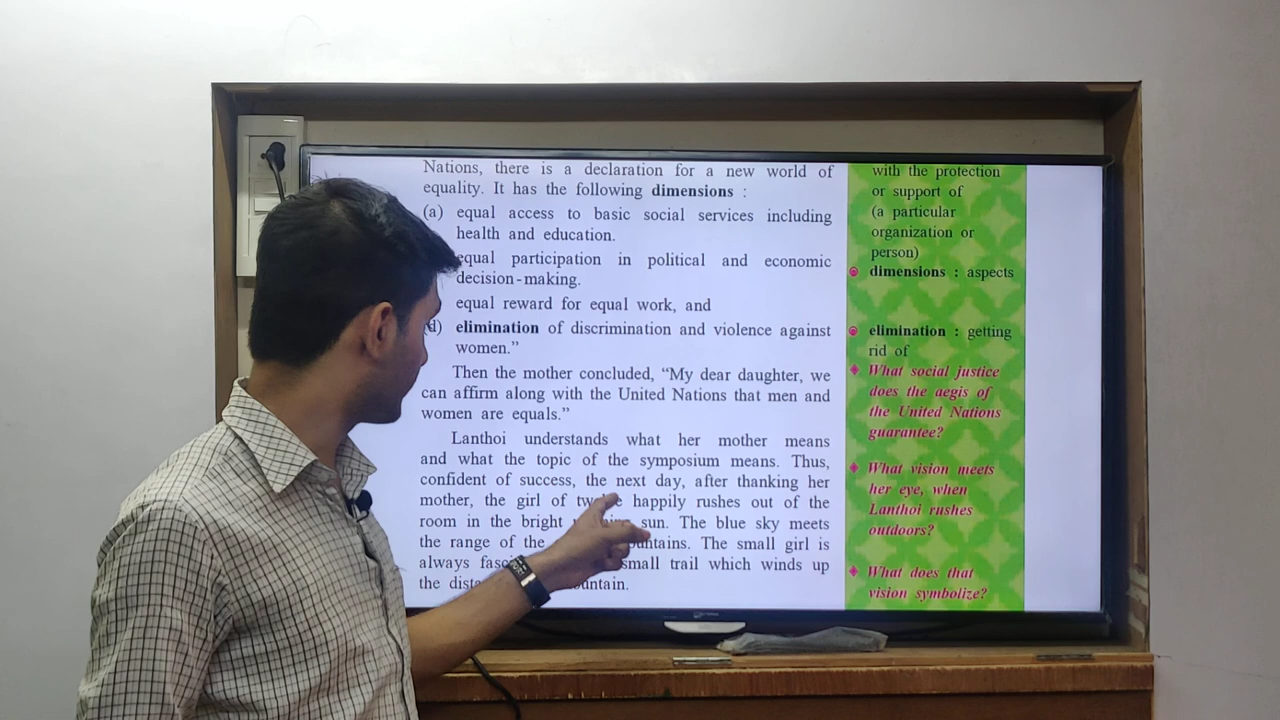 Nations, there is a declaration for a new world of
equality. It has the following dimensions :
(a) equal access to basic social services including
health and education.
equal participation in political and economic
decision-making.
equal reward for equal work, and
(d) elimination of discrimination and violence against
women.”
Then the mother concluded, “My dear daughter, we
can affirm along with the United Nations that men and
women are equals.”
Lanthoi understands what her mother means
and what the topic of the symposium means. Thus,
confident of success, the next day, after thanking her
mother, the girl of happily rushes out of the
room in the bright sun. The blue sky meets
the range of the The small girl is
always small trail which winds up
the
with the protection
or support of
(a particular
organization or
person)
dimensions : aspects
elimination : getting
rid of
What social justice
does the aegis of
the United Nations
guarantee?
What vision meets
her eye, when
Lanthoi rushes
outdoors?
What does that
vision symbolize?